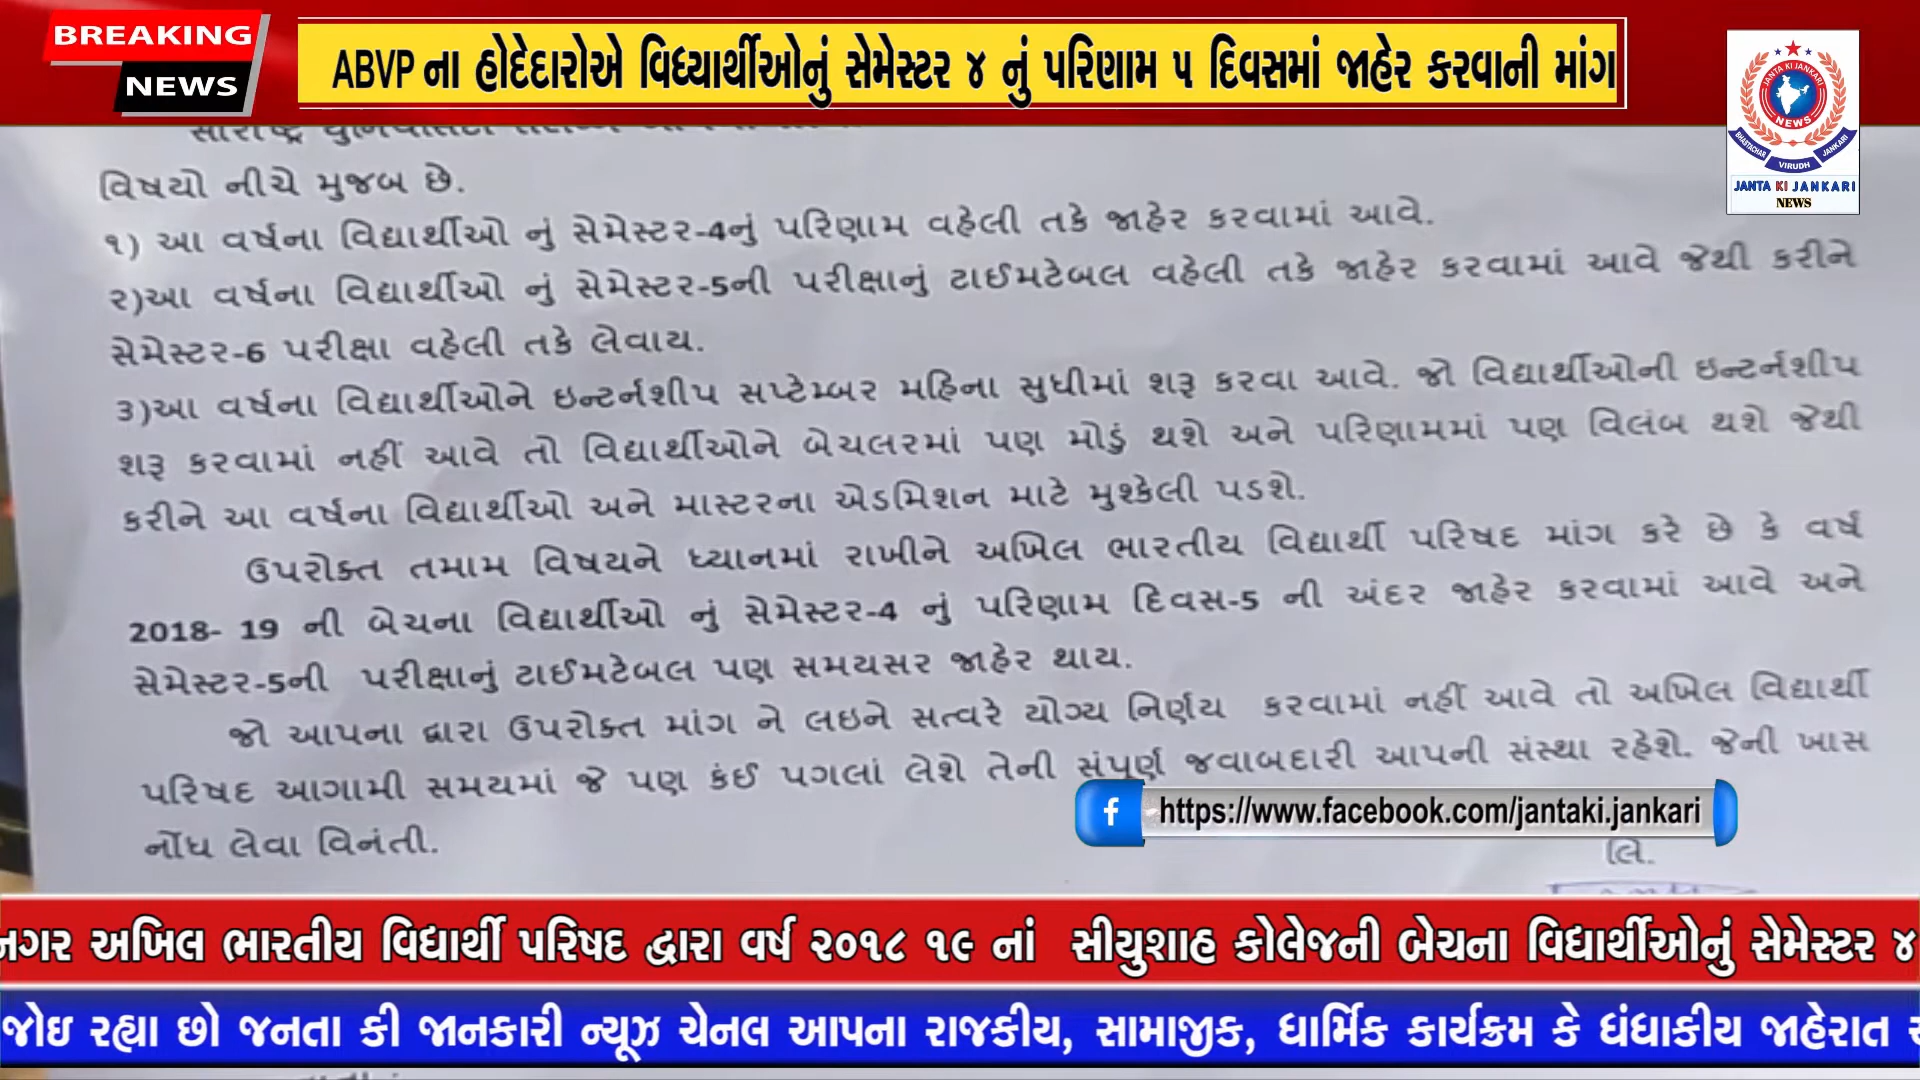 BREAKING
NEWS
ABVP ના હોદેદારોએ વિધ્યાર્થીઓનું સેમેસ્ટર ૪ નું પરિણામ ૫ દિવસમાં જાહેર કરવાની માંગ
JANTA KI JANKARI
NEWS
BHRSTACHAR
VIRUDH
JANKARI
JANTA KI JANKARI
NEWS
વિષયો નીચે મુજબ છે.
૧) આ વર્ષના વિદ્યાર્થીઓ નું સેમેસ્ટર-4નું પરિણામ વહેલી તકે જાહેર કરવામાં આવે.
૨)આ વર્ષના વિદ્યાર્થીઓ નું સેમેસ્ટર-5ની પરીક્ષાનું ટાઈમટેબલ વહેલી તકે જાહેર કરવામાં આવે જેથી કરીને
સેમેસ્ટર-6 પરીક્ષા વહેલી તકે લેવાય.
૩)આ વર્ષના વિદ્યાર્થીઓને ઇન્ટર્નશીપ સપ્ટેમ્બર મહિના સુધીમાં શરૂ કરવા આવે. જો વિદ્યાર્થીઓની ઇન્ટર્નશીપ
શરૂ કરવામાં નહીં આવે તો વિદ્યાર્થીઓને બેચલરમાં પણ મોડું થશે અને પરિણામમાં પણ વિલંબ થશે જેથી
કરીને આ વર્ષના વિદ્યાર્થીઓ અને માસ્ટરના એડમિશન માટે મુશ્કેલી પડશે.
ઉપરોક્ત તમામ વિષયને ધ્યાનમાં રાખીને અખિલ ભારતીય વિદ્યાર્થી પરિષદ માંગ કરે છે કે વર્ષ
2018- 19 ની બેચના વિદ્યાર્થીઓ નું સેમેસ્ટર-4 નું પરિણામ દિવસ-5 ની અંદર જાહેર કરવામાં આવે અને
સેમેસ્ટર-5ની પરીક્ષાનું ટાઈમટેબલ પણ સમયસર જાહેર થાય.
જો આપના દ્વારા ઉપરોક્ત માંગ ને લઇને સત્વરે યોગ્ય નિર્ણય કરવામાં નહીં આવે તો અખિલ વિદ્યાર્થી
પરિષદ આગામી સમયમાં જે પણ કંઈ પગલાં લેશે તેની સંપૂર્ણ જવાબદારી આપની સંસ્થા રહેશે. જેની ખાસ
નોંધ લેવા વિનંતી.
https://www.facebook.com/jantaki.jankari
લિ.
નગર અખિલ ભારતીય વિદ્યાર્થી પરિષદ દ્વારા વર્ષ ૨૦૧૮ ૧૯ નાં સીયુશાહ કોલેજની બેચના વિદ્યાર્થીઓનું સેમેસ્ટર ૪
જોઇ રહ્યા છો જનતા કી જાનકારી ન્યૂઝ ચેનલ આપના રાજકીય, સામાજીક, ધાર્મિક કાર્યક્રમ કે ધંધાકીય જાહેરાત